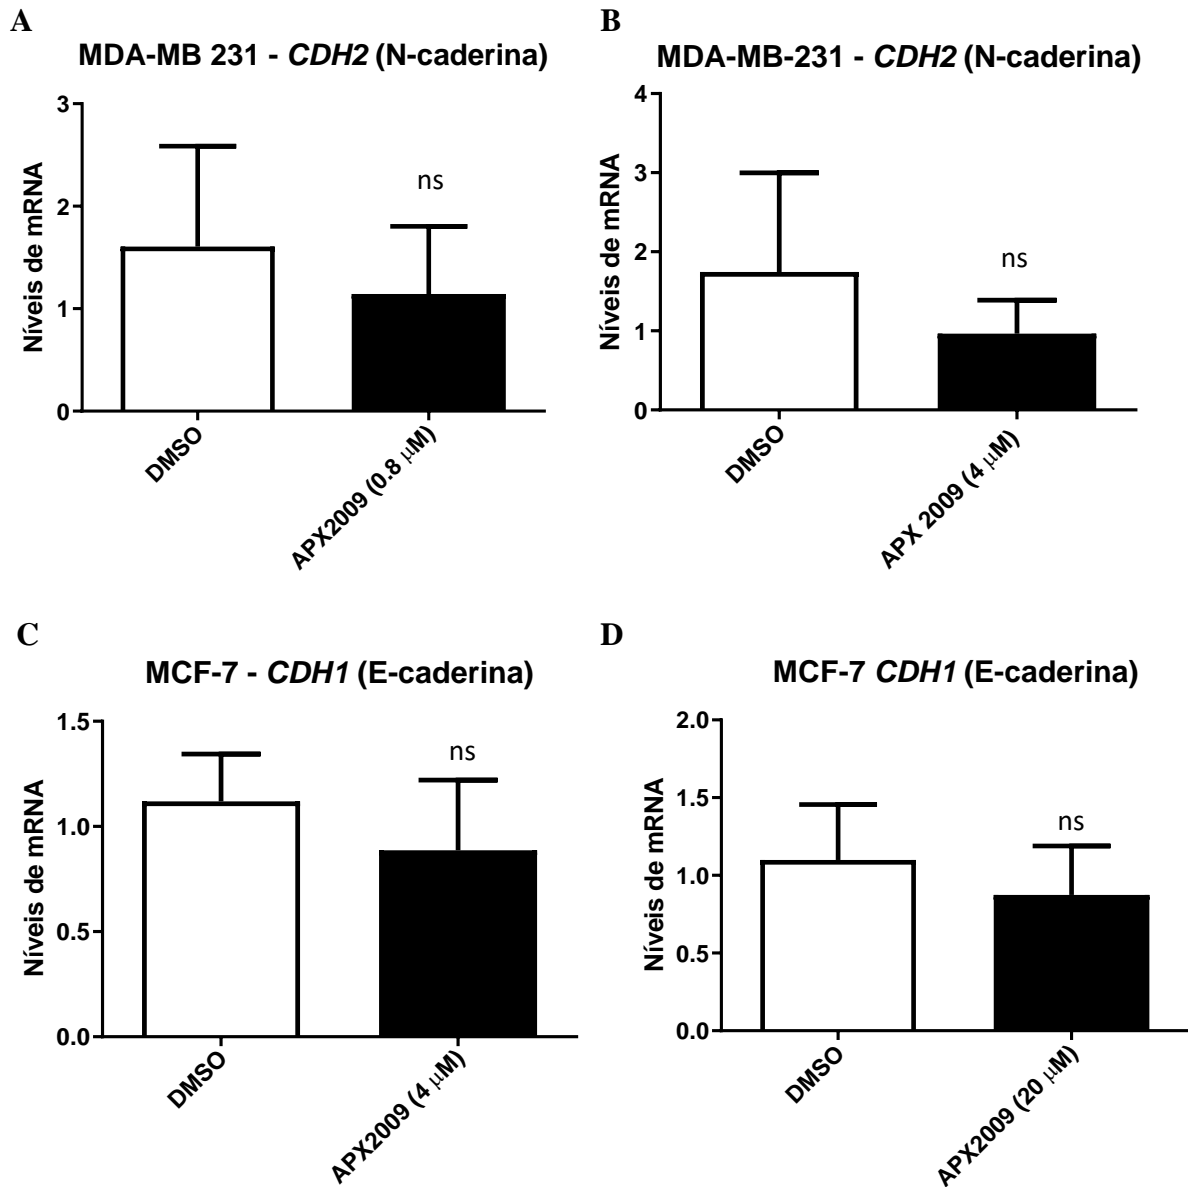 A
MDA-MB 231 - CDH2 (N-caderina)
Níveis de mRNA
3
2
1
0
ns
DMSO
APX2009 (0.8 μM)
B
MDA-MB-231 - CDH2 (N-caderina)
Níveis de mRNA
4
3
2
1
0
ns
DMSO
APX 2009 (4 μM)
C
MCF-7 - CDH1 (E-caderina)
Níveis de mRNA
1.5
1.0
0.5
0.0
ns
DMSO
APX2009 (4 μM)
D
MCF-7 CDH1 (E-caderina)
Níveis de mRNA
2.0
1.5
1.0
0.5
0.0
ns
DMSO
APX2009 (20 μM)